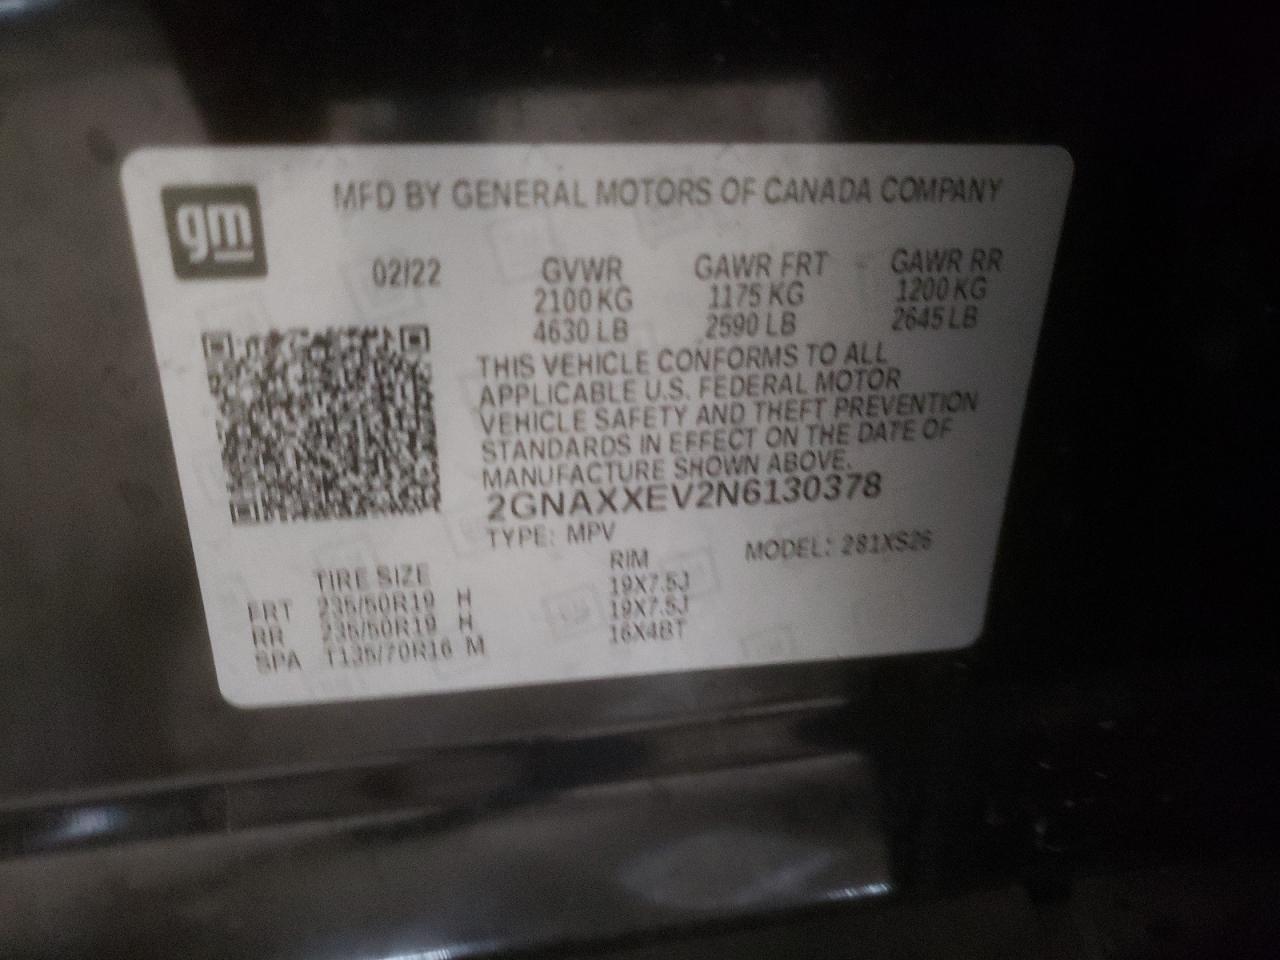 gm
MFD BY GENERAL MOTORS OF CANADA COMPANY
02/22 GVWR GAWR FRT GAWR RR
2100 KG 1175 KG 1200 KG
4630 LB 2590 LB 2645 LB
THIS VEHICLE CONFORMS TO ALL
APPLICABLE U.S. FEDERAL MOTOR
VEHICLE SAFETY AND THEFT PREVENTION
STANDARDS IN EFFECT ON THE DATE OF
MANUFACTURE SHOWN ABOVE.
2GNAXXEV2N6130378
TYPE: MPV MODEL: 281XS26
TIRE SIZE RIM
FRT 235/50R19 H 19X7.5J
RR 235/50R19 H 19X7.5J
SPA T135/70R16 M 16X4BT